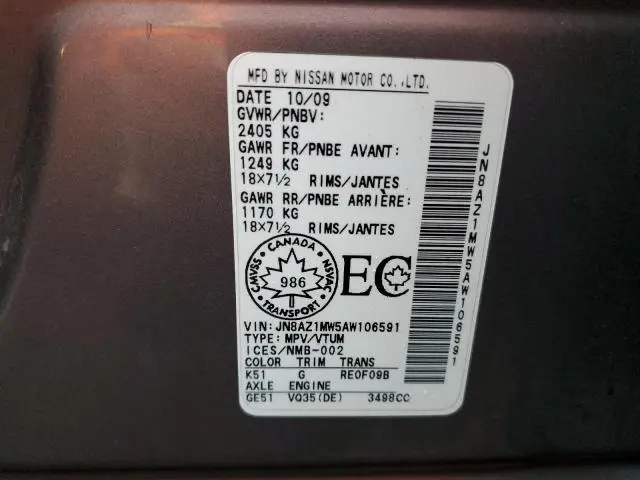 MFD BY NISSAN MOTOR CO.,LTD.
DATE 10/09
GVWR/PNBV:
2405 KG
GAWR FR/PNBE AVANT:
1249 KG
18×7½ RIMS/JANTES
GAWR RR/PNBE ARRIÈRE:
1170 KG
18×7½ RIMS/JANTES
CANADA
CMVSS 986 NSVAC
EC
VIN:JN8AZ1MW5AW106591
TYPE:MPV/VTUM
ICES/NMB-002
COLOR TRIM TRANS
K51 G RE0F09B
AXLE ENGINE
GE51 VQ35(DE) 3498CC
JN8AZ1MW5AW106591